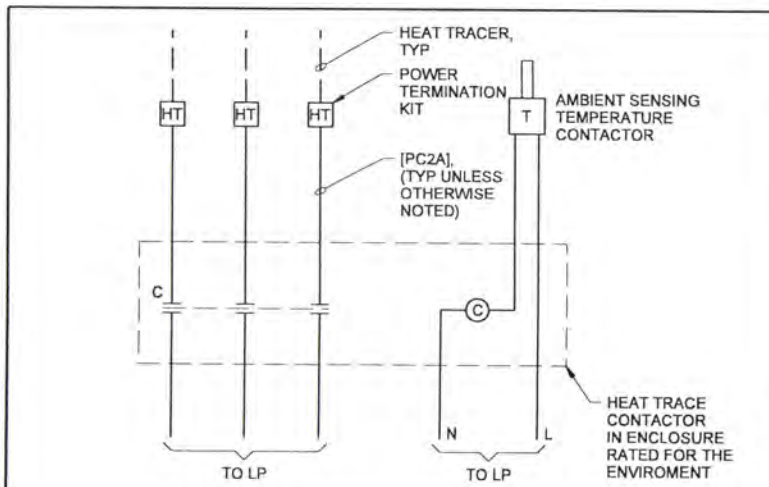 HEAT TRACER,
TYP
POWER
TERMINATION
KIT
HT
HT
HT
T
AMBIENT SENSING
TEMPERATURE
CONTACTOR
[PC2A],
(TYP UNLESS
OTHERWISE
NOTED)
C
C
HEAT TRACE
CONTACTOR
IN ENCLOSURE
RATED FOR THE
ENVIROMENT
N
L
TO LP
TO LP